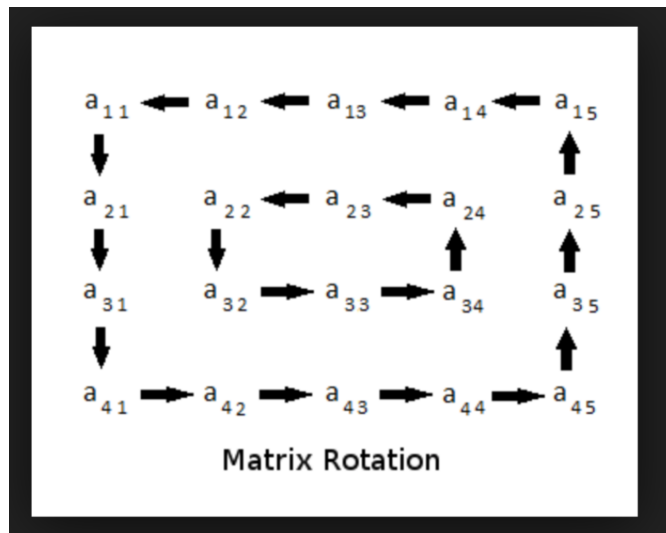 a11 a12 a13 a14 a15
a21 a22 a23 a24 a25
a31 a32 a33 a34 a35
a41 a42 a43 a44 a45
Matrix Rotation